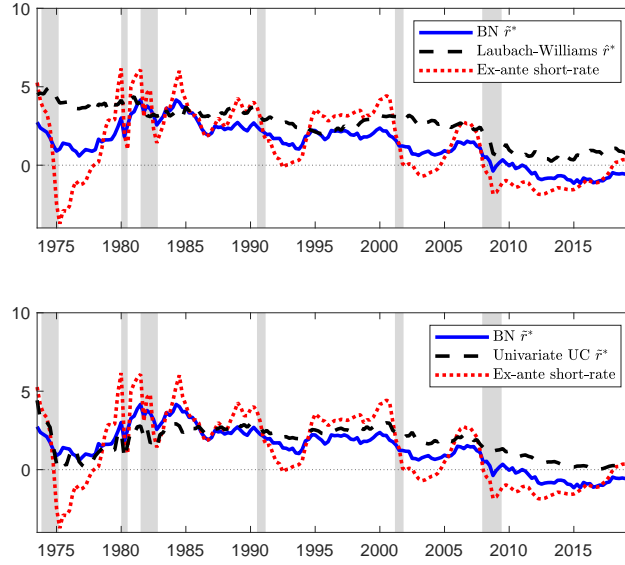 10
5
0
BN r̃*
Laubach-Williams r̂*
Ex-ante short-rate
1975 1980 1985 1990 1995 2000 2005 2010 2015
10
5
0
BN r̃*
Univariate UC r̃*
Ex-ante short-rate
1975 1980 1985 1990 1995 2000 2005 2010 2015